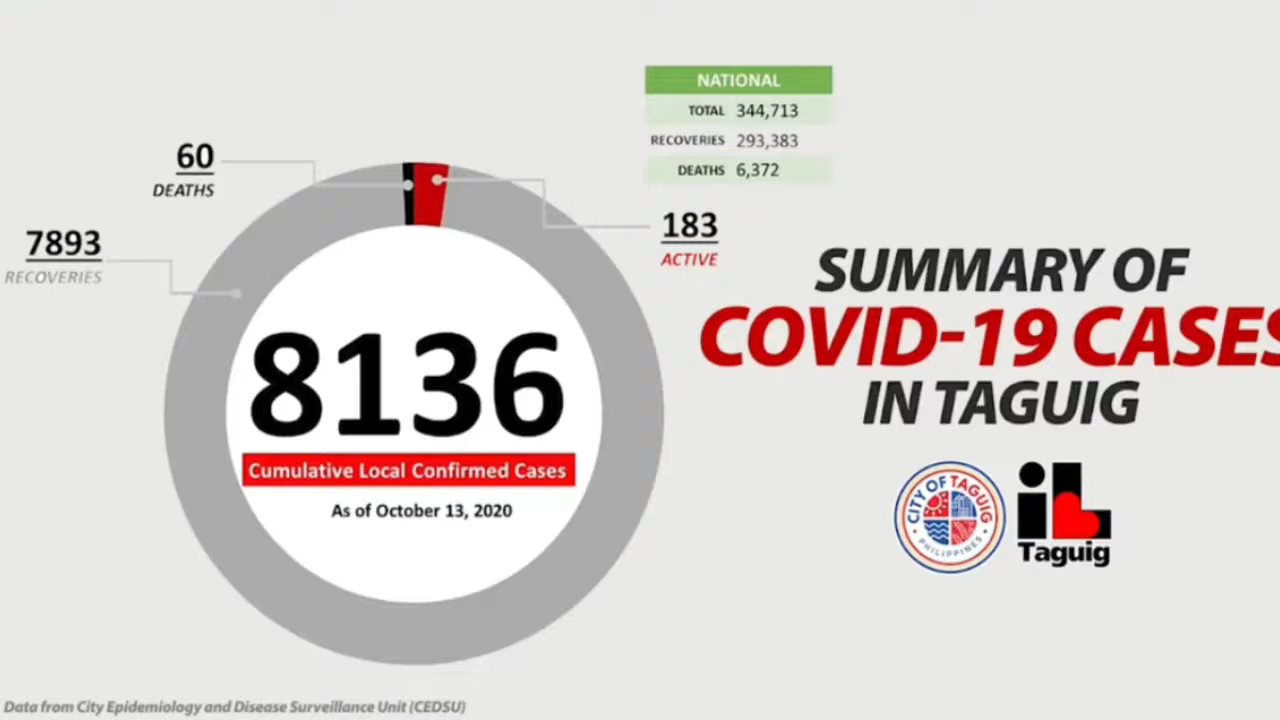 NATIONAL
TOTAL 344,713
RECOVERIES 293,383
DEATHS 6,372
60
DEATHS
7893
RECOVERIES
183
ACTIVE
8136
Cumulative Local Confirmed Cases
As of October 13, 2020
SUMMARY OF
COVID-19 CASES
IN TAGUIG
CITY OF TAGUIG
PHILIPPINES
iL
Taguig
Data from City Epidemiology and Disease Surveillance Unit (CEDSU)